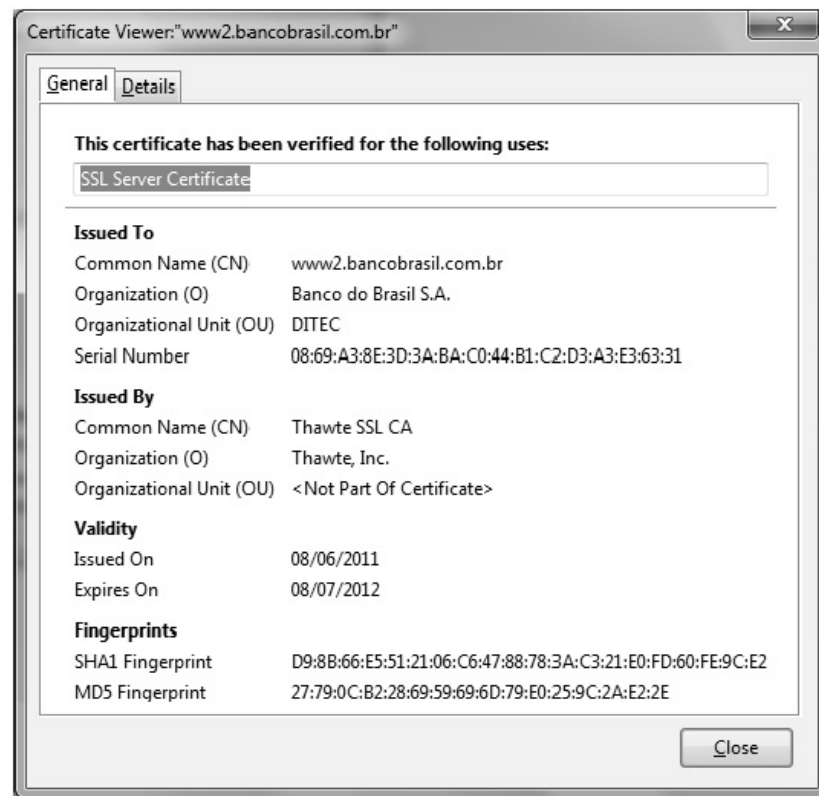 Certificate Viewer:"www2.bancobrasil.com.br"
General Details
This certificate has been verified for the following uses:
SSL Server Certificate
Issued To
Common Name (CN) www2.bancobrasil.com.br
Organization (O) Banco do Brasil S.A.
Organizational Unit (OU) DITEC
Serial Number 08:69:A3:8E:3D:3A:BA:C0:44:B1:C2:D3:A3:E3:63:31
Issued By
Common Name (CN) Thawte SSL CA
Organization (O) Thawte, Inc.
Organizational Unit (OU) <Not Part Of Certificate>
Validity
Issued On 08/06/2011
Expires On 08/07/2012
Fingerprints
SHA1 Fingerprint D9:8B:66:E5:51:21:06:C6:47:88:78:3A:C3:21:E0:FD:60:FE:9C:E2
MD5 Fingerprint 27:79:0C:B2:28:69:59:69:6D:79:E0:25:9C:2A:E2:2E
Close